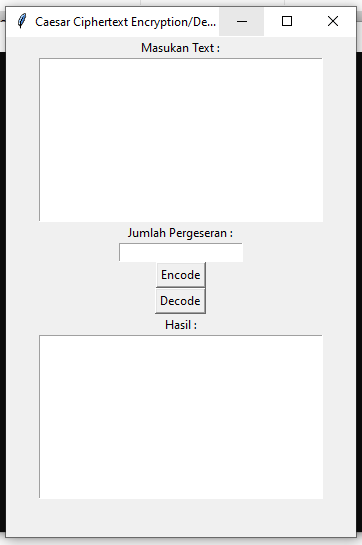 Caesar Ciphertext Encryption/De...
Masukan Text :
Jumlah Pergeseran :
Encode
Decode
Hasil :